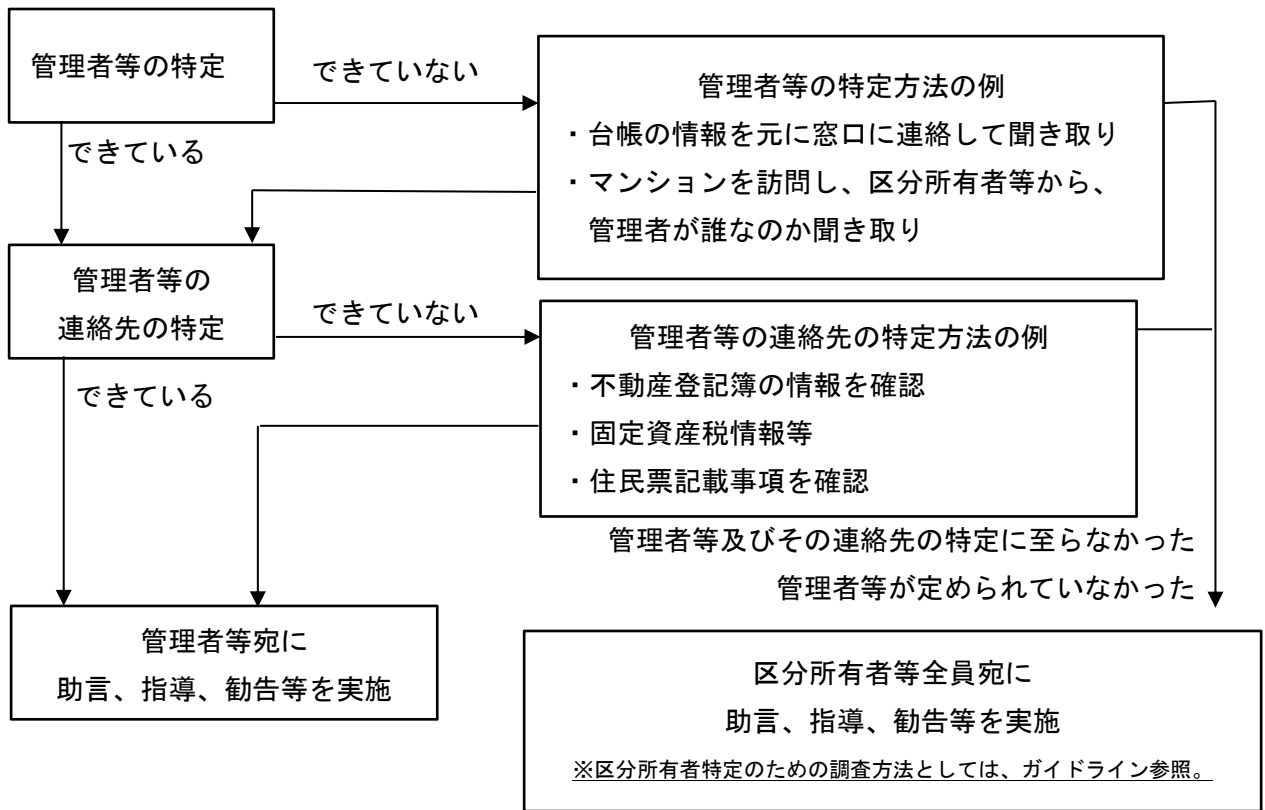 管理者等の特定
できていない
できている
管理者等の特定方法の例
・台帳の情報を元に窓口に連絡して聞き取り
・マンションを訪問し、区分所有者等から、
管理者が誰なのか聞き取り
管理者等の
連絡先の特定
できていない
できている
管理者等の連絡先の特定方法の例
・不動産登記簿の情報を確認
・固定資産税情報等
・住民票記載事項を確認
管理者等及びその連絡先の特定に至らなかった
管理者等が定められていなかった
管理者等宛に
助言、指導、勧告等を実施
区分所有者等全員宛に
助言、指導、勧告等を実施
※区分所有者特定のための調査方法としては、ガイドライン参照。